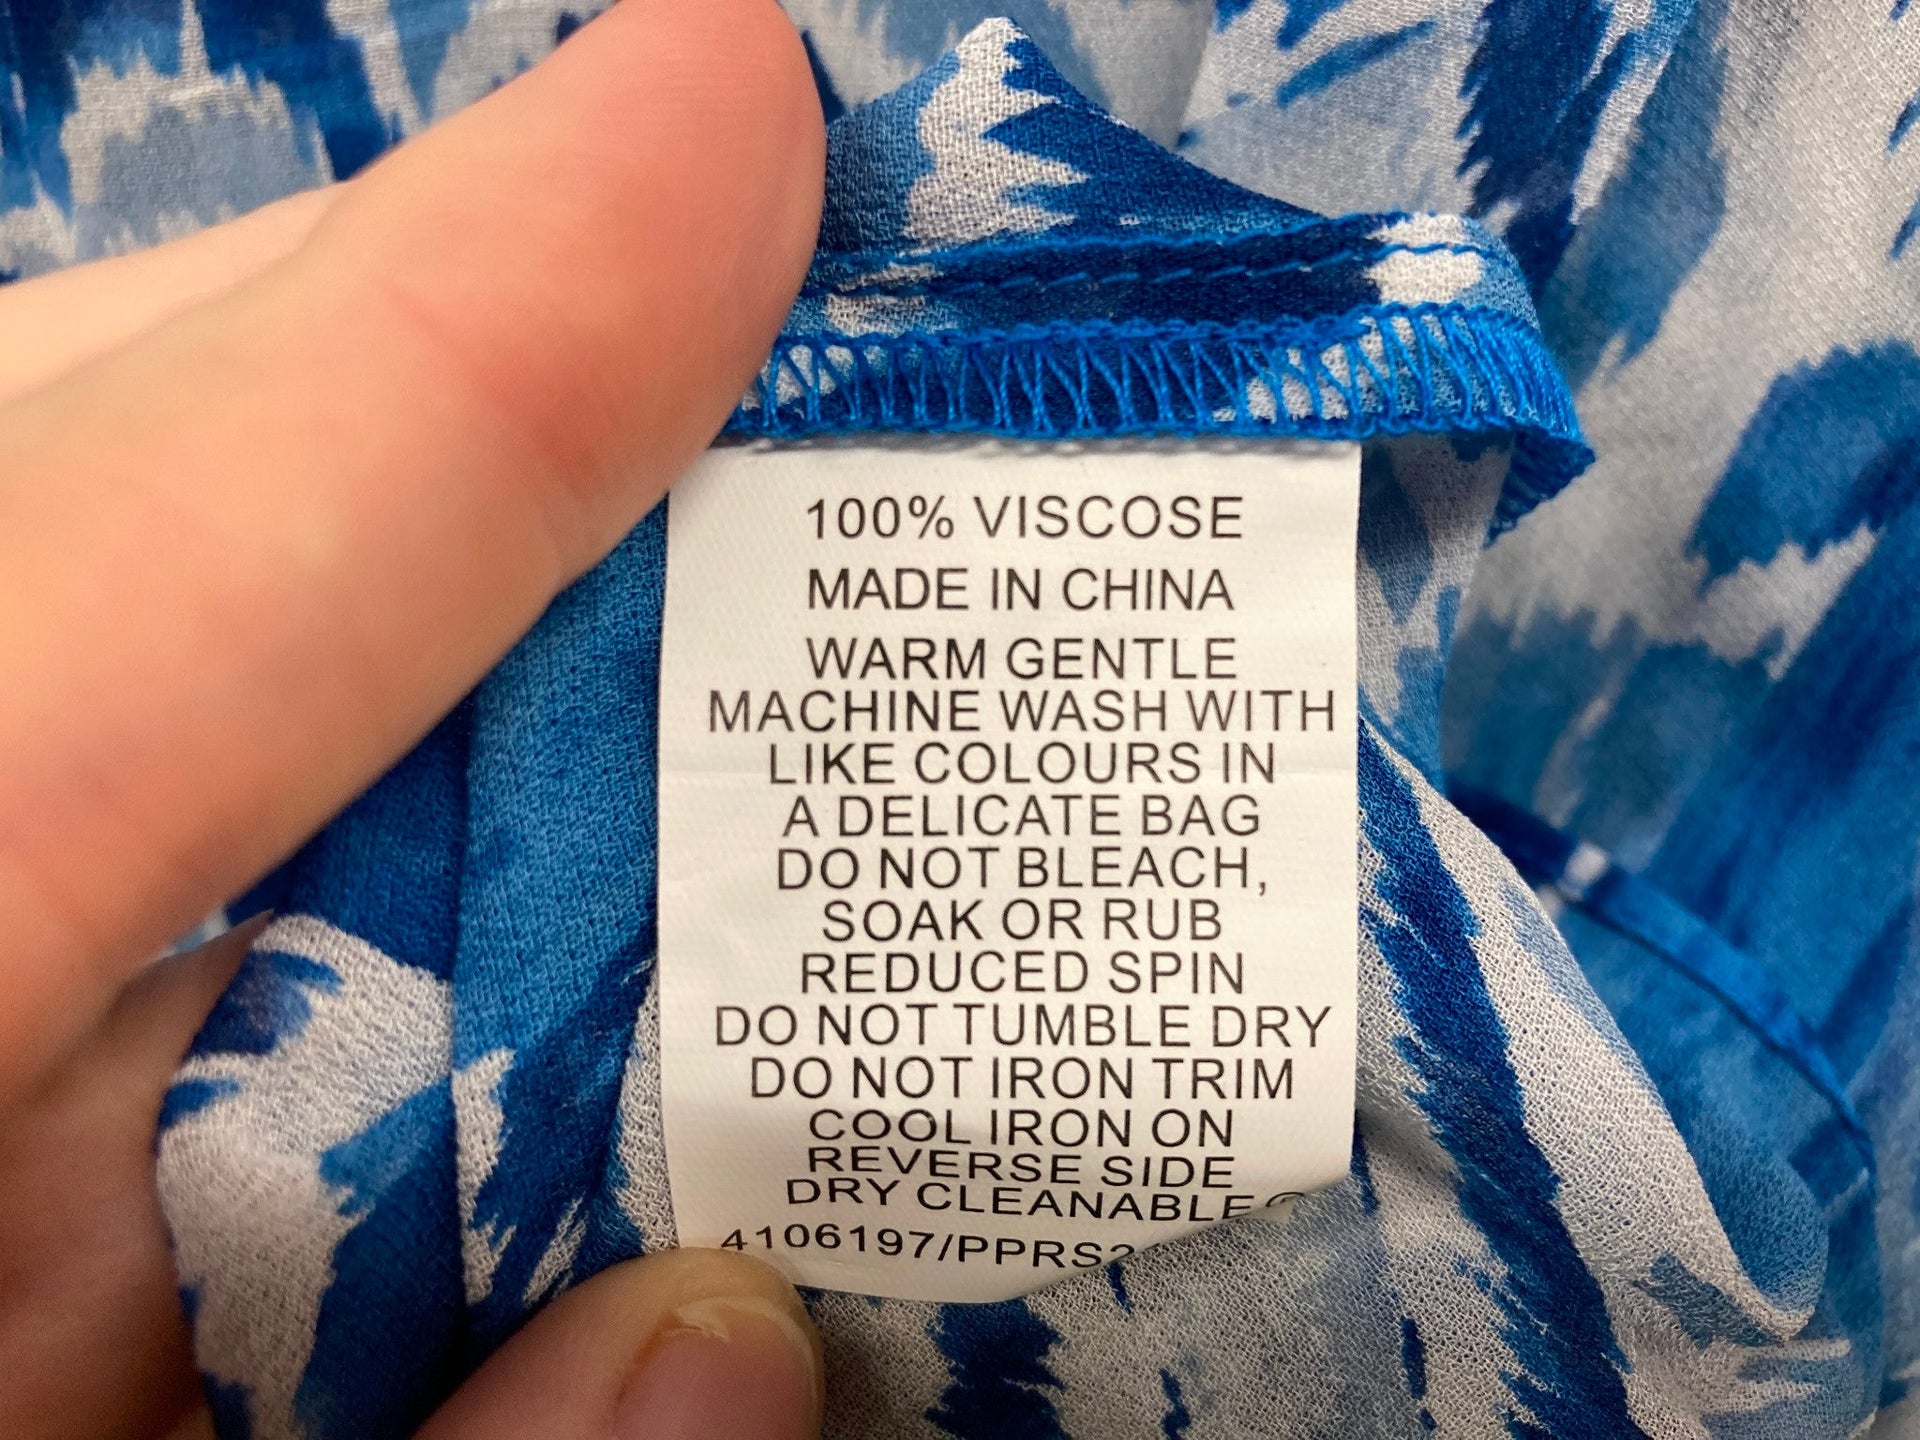 100% VISCOSE
MADE IN CHINA
WARM GENTLE
MACHINE WASH WITH
LIKE COLOURS IN
A DELICATE BAG
DO NOT BLEACH,
SOAK OR RUB
REDUCED SPIN
DO NOT TUMBLE DRY
DO NOT IRON TRIM
COOL IRON ON
REVERSE SIDE
DRY CLEANABLE